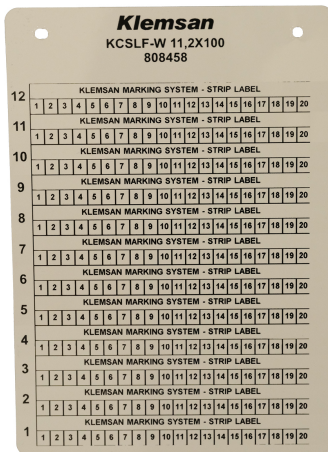 Klemsan
KCSLF-W 11,2X100
808458
KLEMSAN MARKING SYSTEM - STRIP LABEL
12 1 2 3 4 5 6 7 8 9 10 11 12 13 14 15 16 17 18 19 20
KLEMSAN MARKING SYSTEM - STRIP LABEL
11 1 2 3 4 5 6 7 8 9 10 11 12 13 14 15 16 17 18 19 20
KLEMSAN MARKING SYSTEM - STRIP LABEL
10 1 2 3 4 5 6 7 8 9 10 11 12 13 14 15 16 17 18 19 20
KLEMSAN MARKING SYSTEM - STRIP LABEL
9 1 2 3 4 5 6 7 8 9 10 11 12 13 14 15 16 17 18 19 20
KLEMSAN MARKING SYSTEM - STRIP LABEL
8 1 2 3 4 5 6 7 8 9 10 11 12 13 14 15 16 17 18 19 20
KLEMSAN MARKING SYSTEM - STRIP LABEL
7 1 2 3 4 5 6 7 8 9 10 11 12 13 14 15 16 17 18 19 20
KLEMSAN MARKING SYSTEM - STRIP LABEL
6 1 2 3 4 5 6 7 8 9 10 11 12 13 14 15 16 17 18 19 20
KLEMSAN MARKING SYSTEM - STRIP LABEL
5 1 2 3 4 5 6 7 8 9 10 11 12 13 14 15 16 17 18 19 20
KLEMSAN MARKING SYSTEM - STRIP LABEL
4 1 2 3 4 5 6 7 8 9 10 11 12 13 14 15 16 17 18 19 20
KLEMSAN MARKING SYSTEM - STRIP LABEL
3 1 2 3 4 5 6 7 8 9 10 11 12 13 14 15 16 17 18 19 20
KLEMSAN MARKING SYSTEM - STRIP LABEL
2 1 2 3 4 5 6 7 8 9 10 11 12 13 14 15 16 17 18 19 20
KLEMSAN MARKING SYSTEM - STRIP LABEL
1 1 2 3 4 5 6 7 8 9 10 11 12 13 14 15 16 17 18 19 20